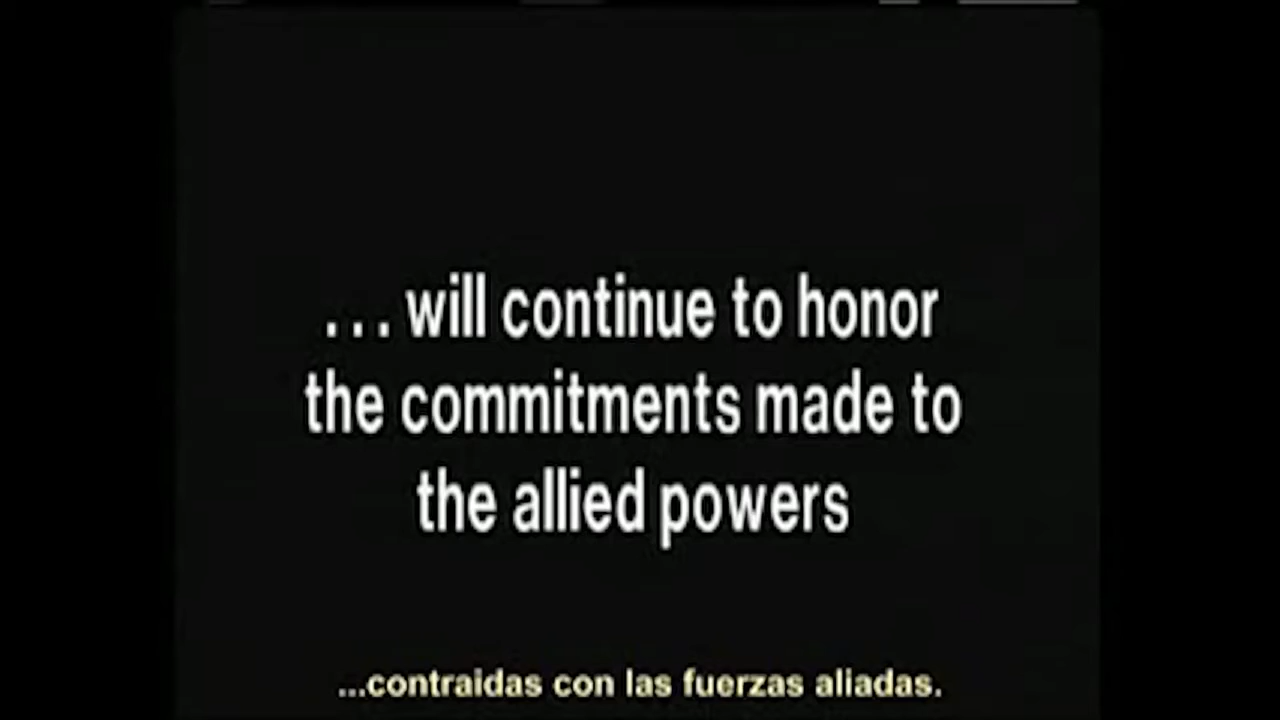 . . . will continue to honor
the commitments made to
the allied powers
...contraidas con las fuerzas aliadas.